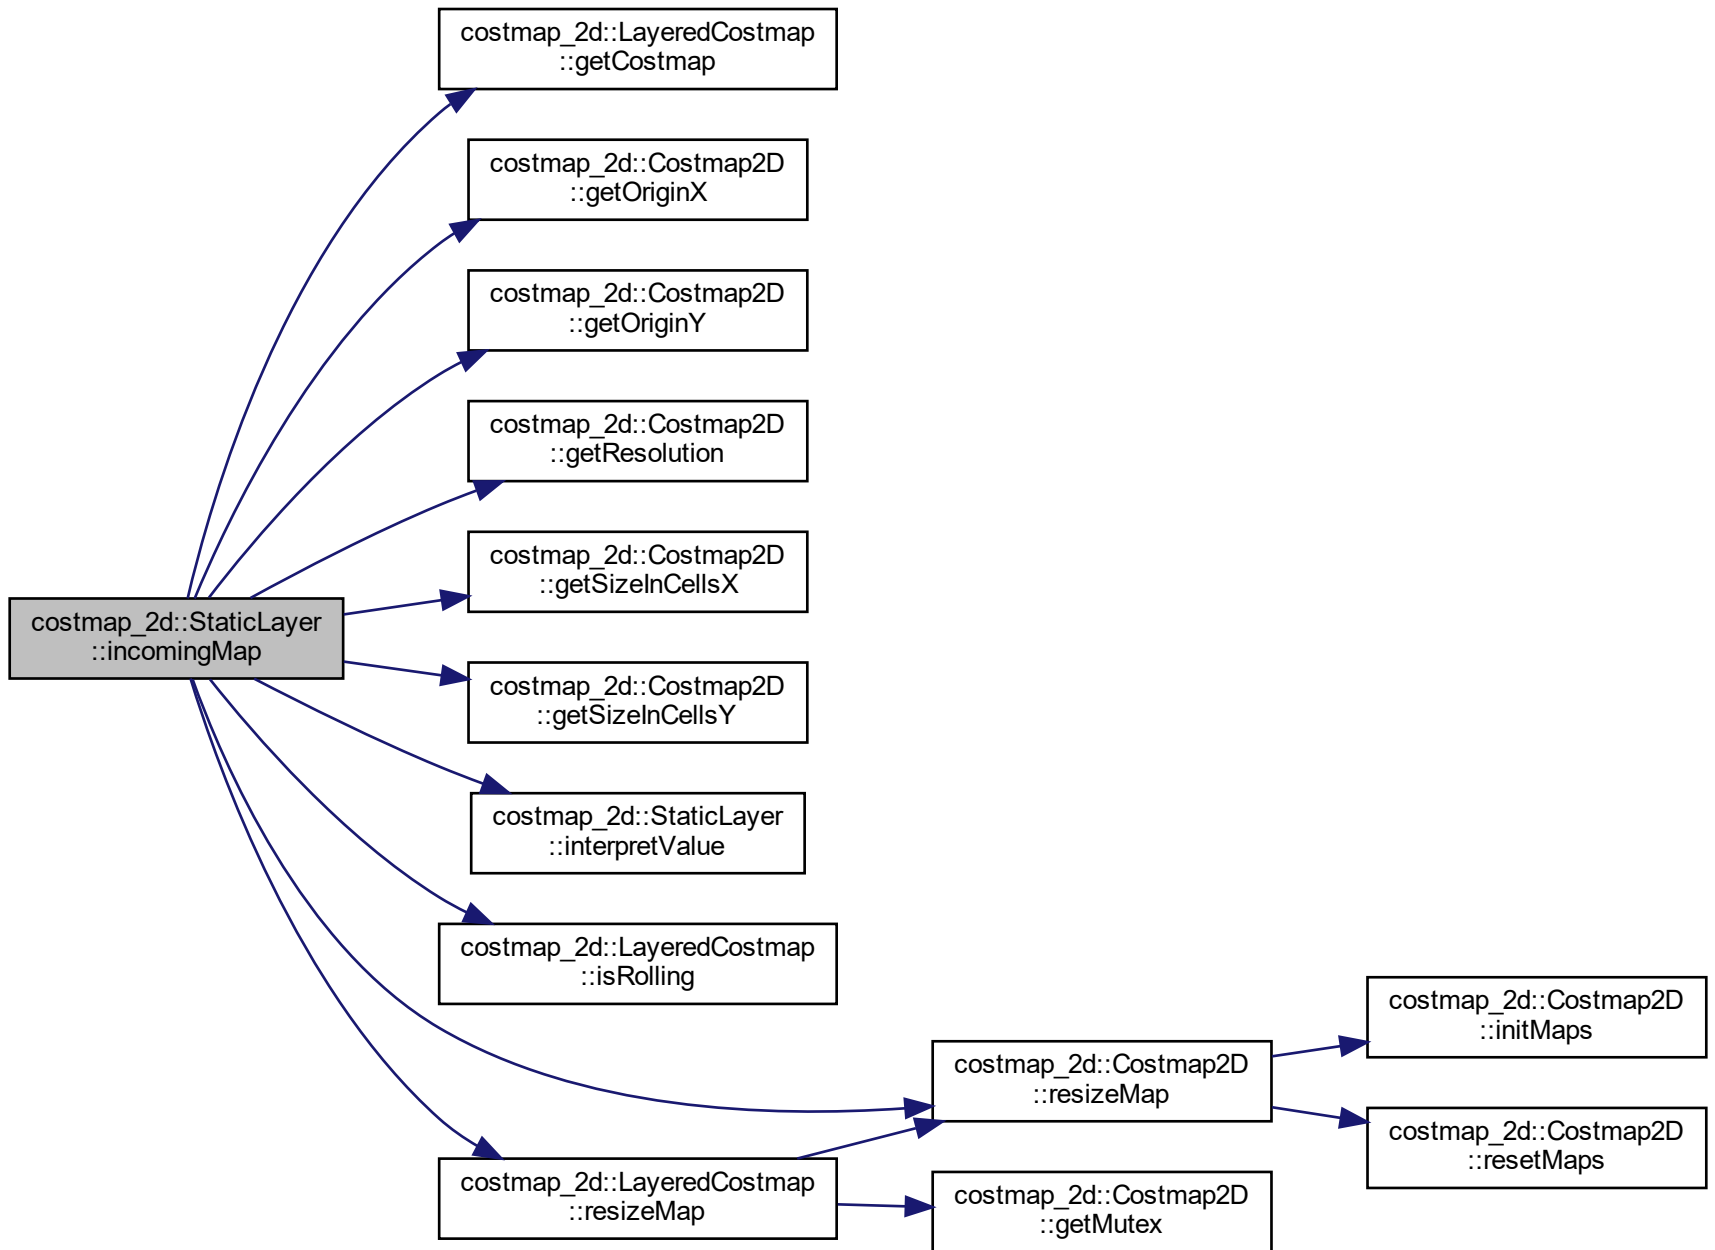 costmap_2d::LayeredCostmap
::getCostmap
costmap_2d::Costmap2D
::getOriginX
costmap_2d::Costmap2D
::getOriginY
costmap_2d::Costmap2D
::getResolution
costmap_2d::Costmap2D
::getSizeInCellsX
costmap_2d::StaticLayer
::incomingMap
costmap_2d::Costmap2D
::getSizeInCellsY
costmap_2d::StaticLayer
::interpretValue
costmap_2d::LayeredCostmap
::isRolling
costmap_2d::Costmap2D
::resizeMap
costmap_2d::Costmap2D
::initMaps
costmap_2d::Costmap2D
::resetMaps
costmap_2d::LayeredCostmap
::resizeMap
costmap_2d::Costmap2D
::getMutex